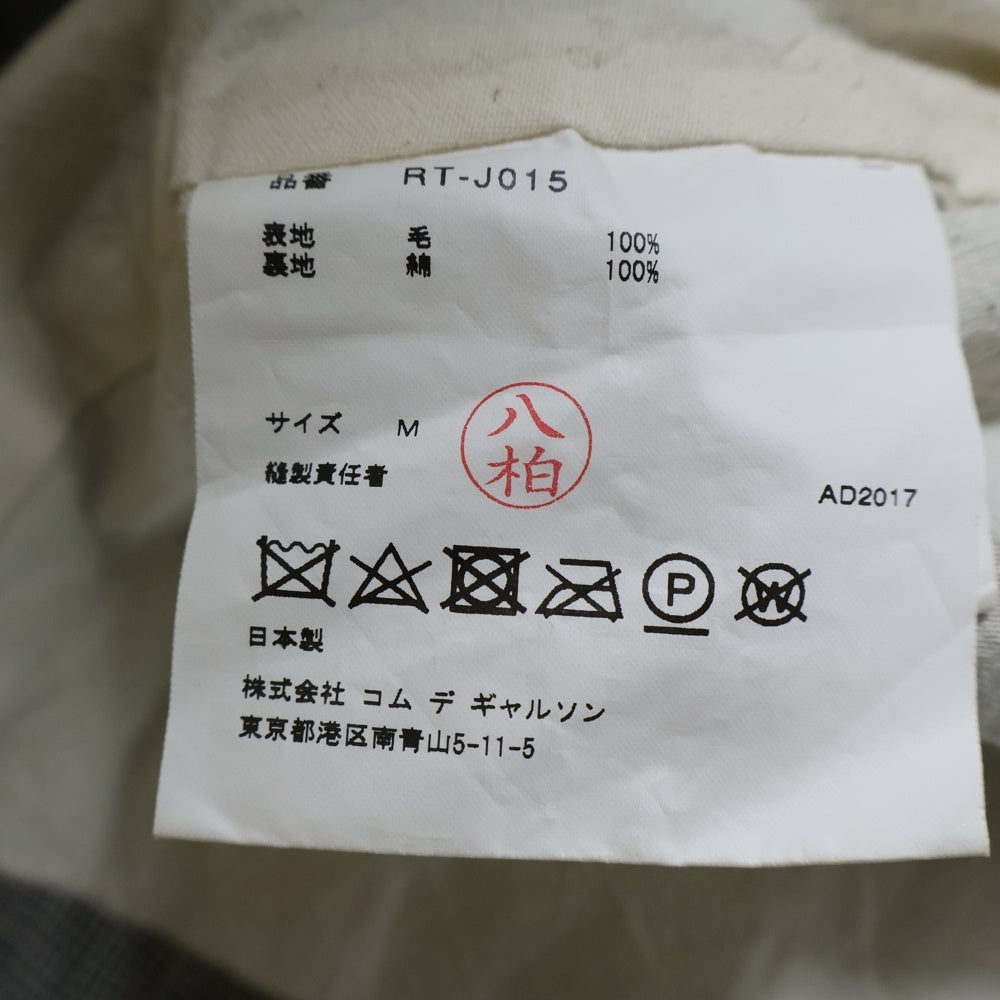 品番 RT-J015
表地 毛 100%
裏地 綿 100%
サイズ M
八柏
縫製責任者
AD2017
P
W
日本製
株式会社 コム デ ギャルソン
東京都港区南青山5-11-5